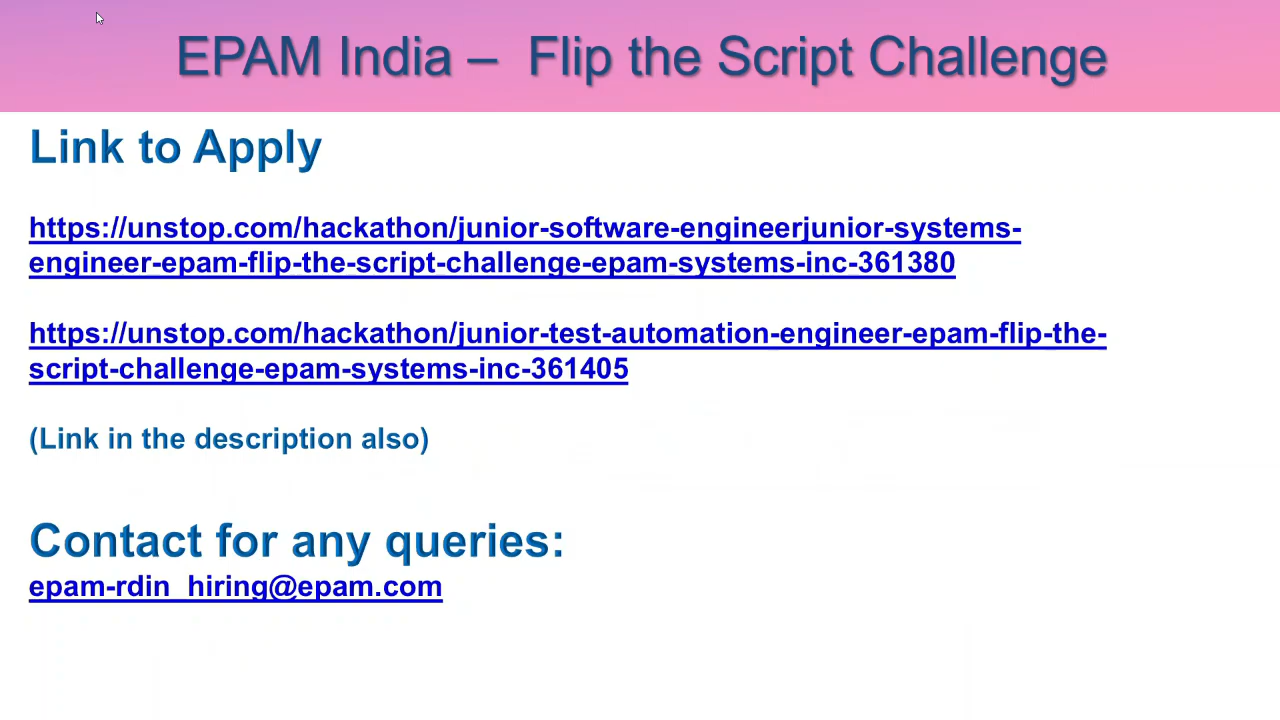 EPAM India – Flip the Script Challenge
Link to Apply
https://unstop.com/hackathon/junior-software-engineerjunior-systems-
engineer-epam-flip-the-script-challenge-epam-systems-inc-361380
https://unstop.com/hackathon/junior-test-automation-engineer-epam-flip-the-
script-challenge-epam-systems-inc-361405
(Link in the description also)
Contact for any queries:
epam-rdin_hiring@epam.com